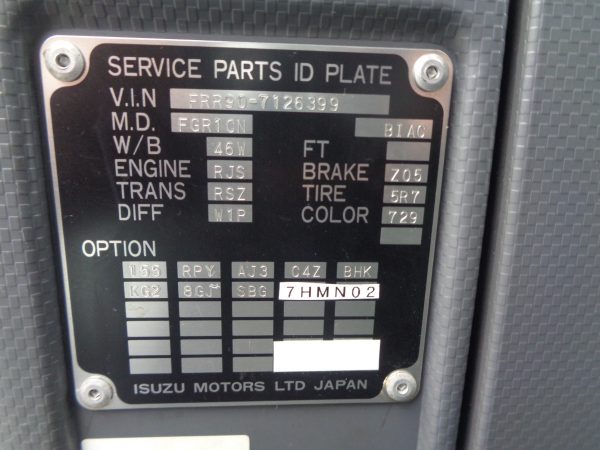 SERVICE PARTS ID PLATE
V.I.N FRR90-7126399
M.D. FGR1CN BIAC
W/B 46W FT
ENGINE RJS BRAKE Z05
TRANS RSZ TIRE 5R7
DIFF W1P COLOR 729
OPTION
RPY AJ3 C4Z BHK
KG2 8GJ SBG 7HMN02
ISUZU MOTORS LTD JAPAN